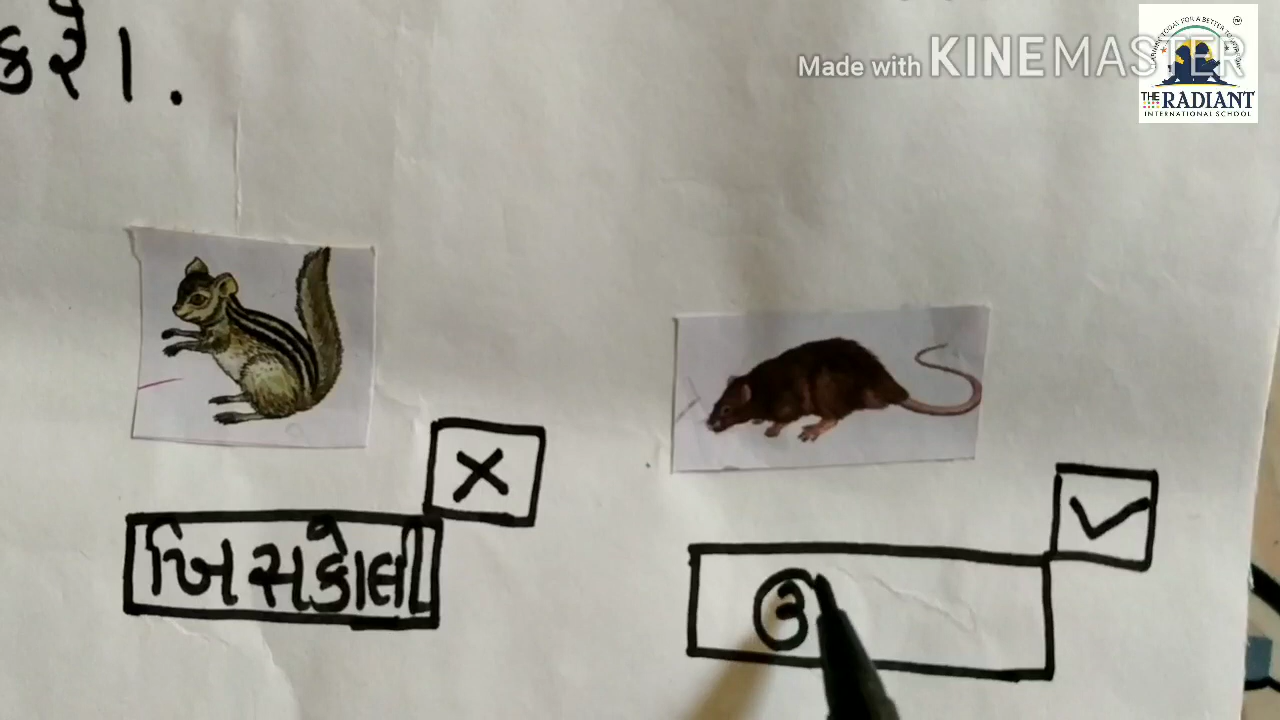 કરો.
Made with KINEMASTER
THE RADIANT
INTERNATIONAL SCHOOL
ખિસકોલી
ઉ